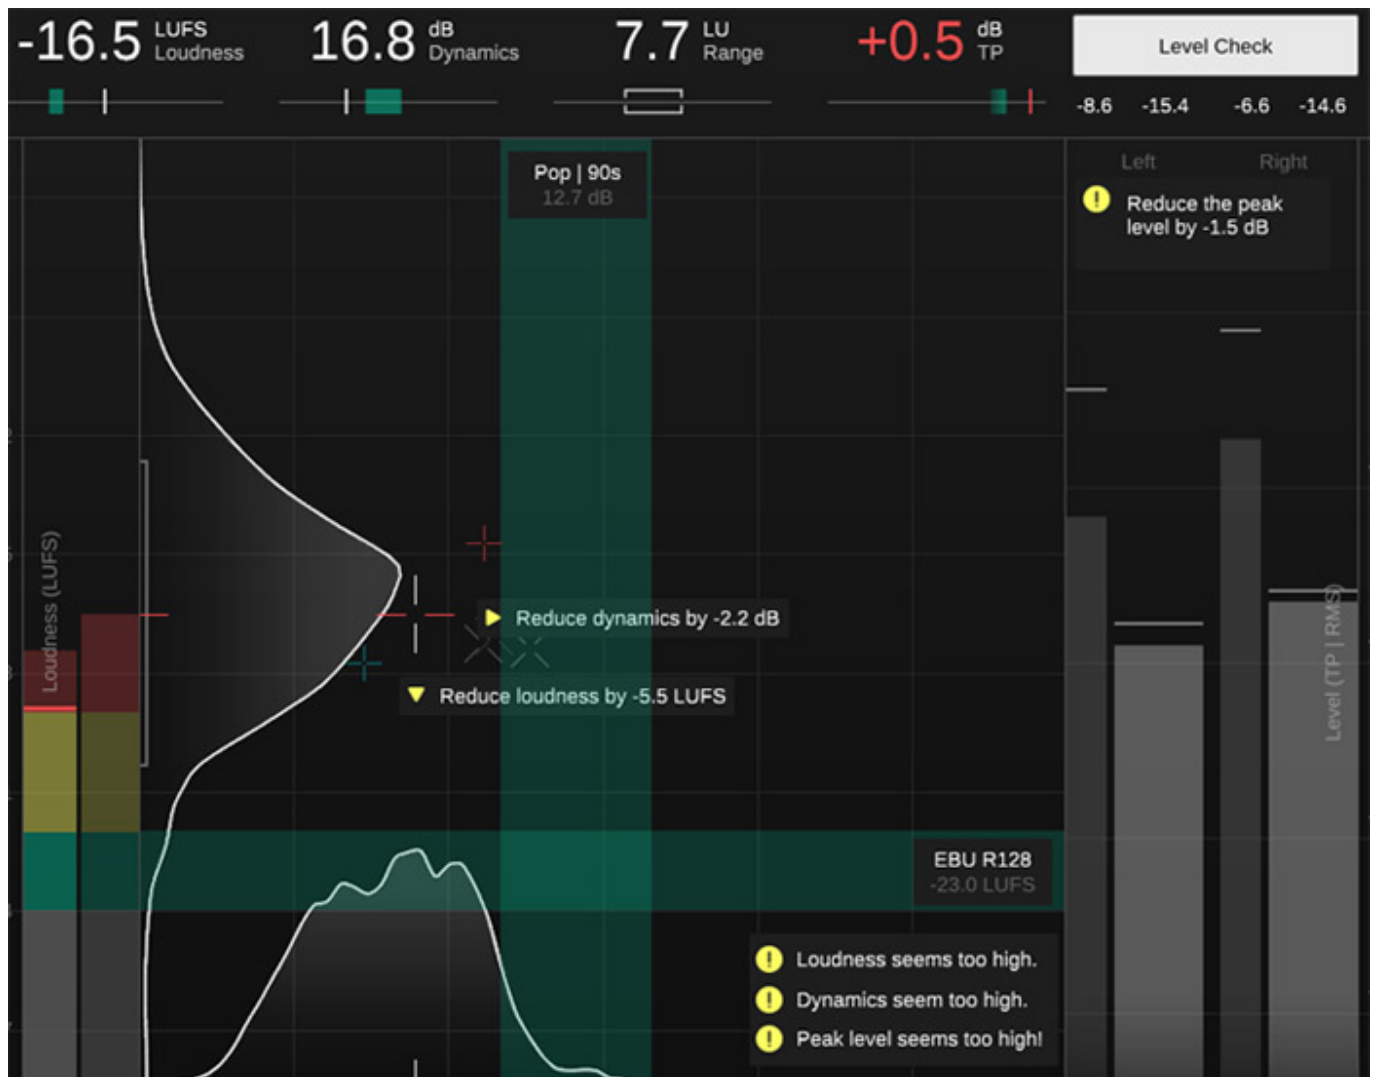 -16.5 LUFS Loudness
16.8 dB Dynamics
7.7 LU Range
+0.5 dB TP
Level Check
-8.6 -15.4 -6.6 -14.6
Left Right
Pop | 90s
12.7 dB
Reduce the peak
level by -1.5 dB
Loudness (LUFS)
Reduce dynamics by -2.2 dB
Reduce loudness by -5.5 LUFS
Level (TP | RMS)
EBU R128
-23.0 LUFS
Loudness seems too high.
Dynamics seem too high.
Peak level seems too high!